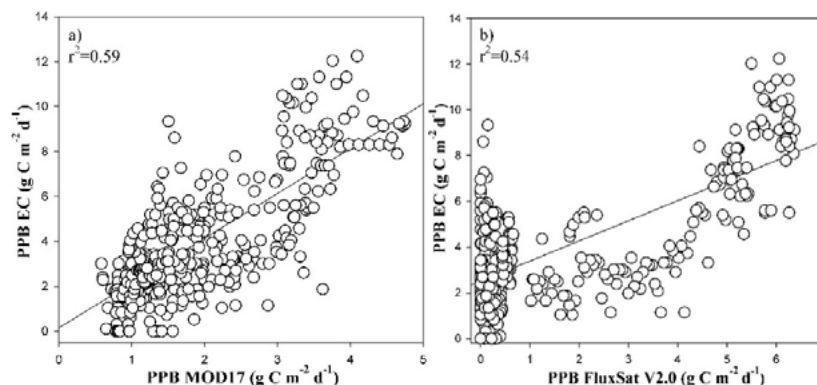 a)
r²=0.59
PPB EC (g C m⁻² d⁻¹)
14
12
10
8
6
4
2
0
0 1 2 3 4 5
PPB MOD17 (g C m⁻² d⁻¹)
b)
r²=0.54
PPB EC (g C m⁻² d⁻¹)
14
12
10
8
6
4
2
0
0 1 2 3 4 5 6
PPB FluxSat V2.0 (g C m⁻² d⁻¹)